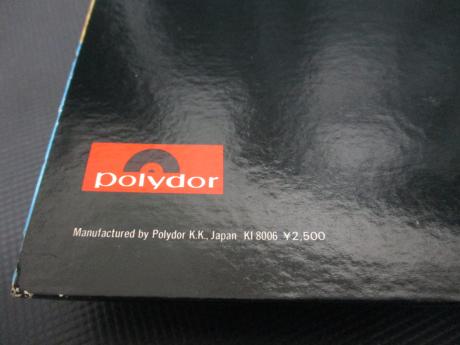 polydor
Manufactured by Polydor K.K., Japan KI 8006 ¥2,500